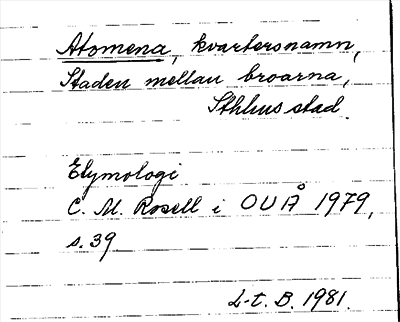 Atomena, kvartersnamn,
Staden mellan broarna,
Sthlms stad.
Etymologi
C. M. Rosell i OUÅ 1979,
s. 39
L-t. B. 1981.